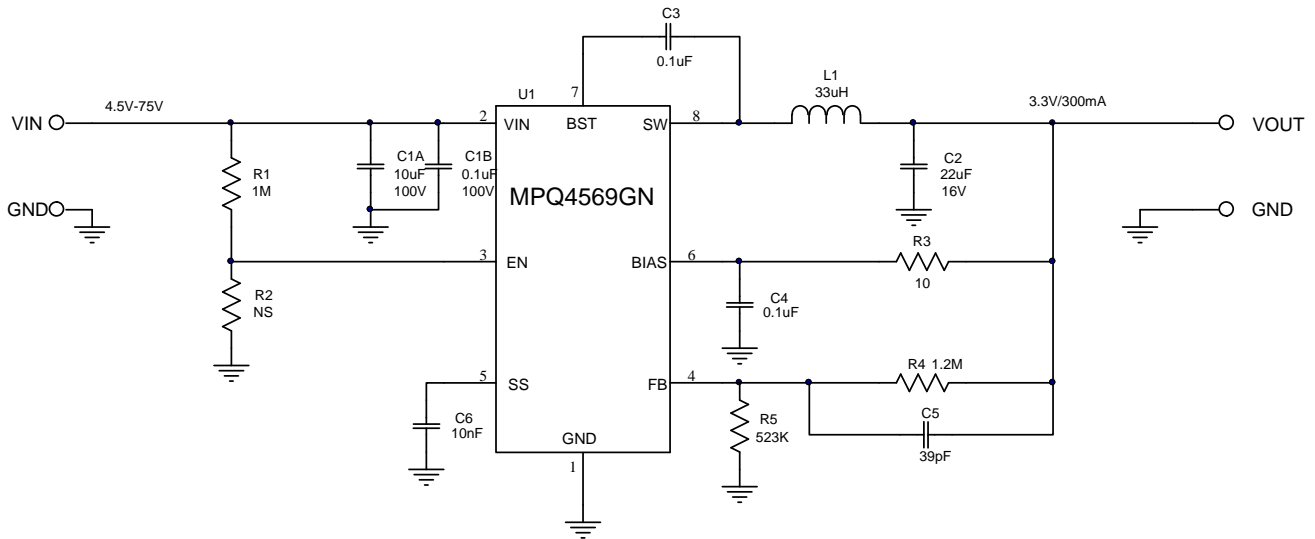 C3
0.1uF
L1
33uH
U1
7
4.5V-75V
3.3V/300mA
VIN
2
VIN
BST
SW
8
VOUT
R1
1M
C1A
10uF
100V
C1B
0.1uF
100V
MPQ4569GN
C2
22uF
16V
GND
GND
3
EN
BIAS
6
R3
10
R2
NS
C4
0.1uF
5
SS
FB
4
R4 1.2M
C6
10nF
R5
523K
C5
39pF
GND
1